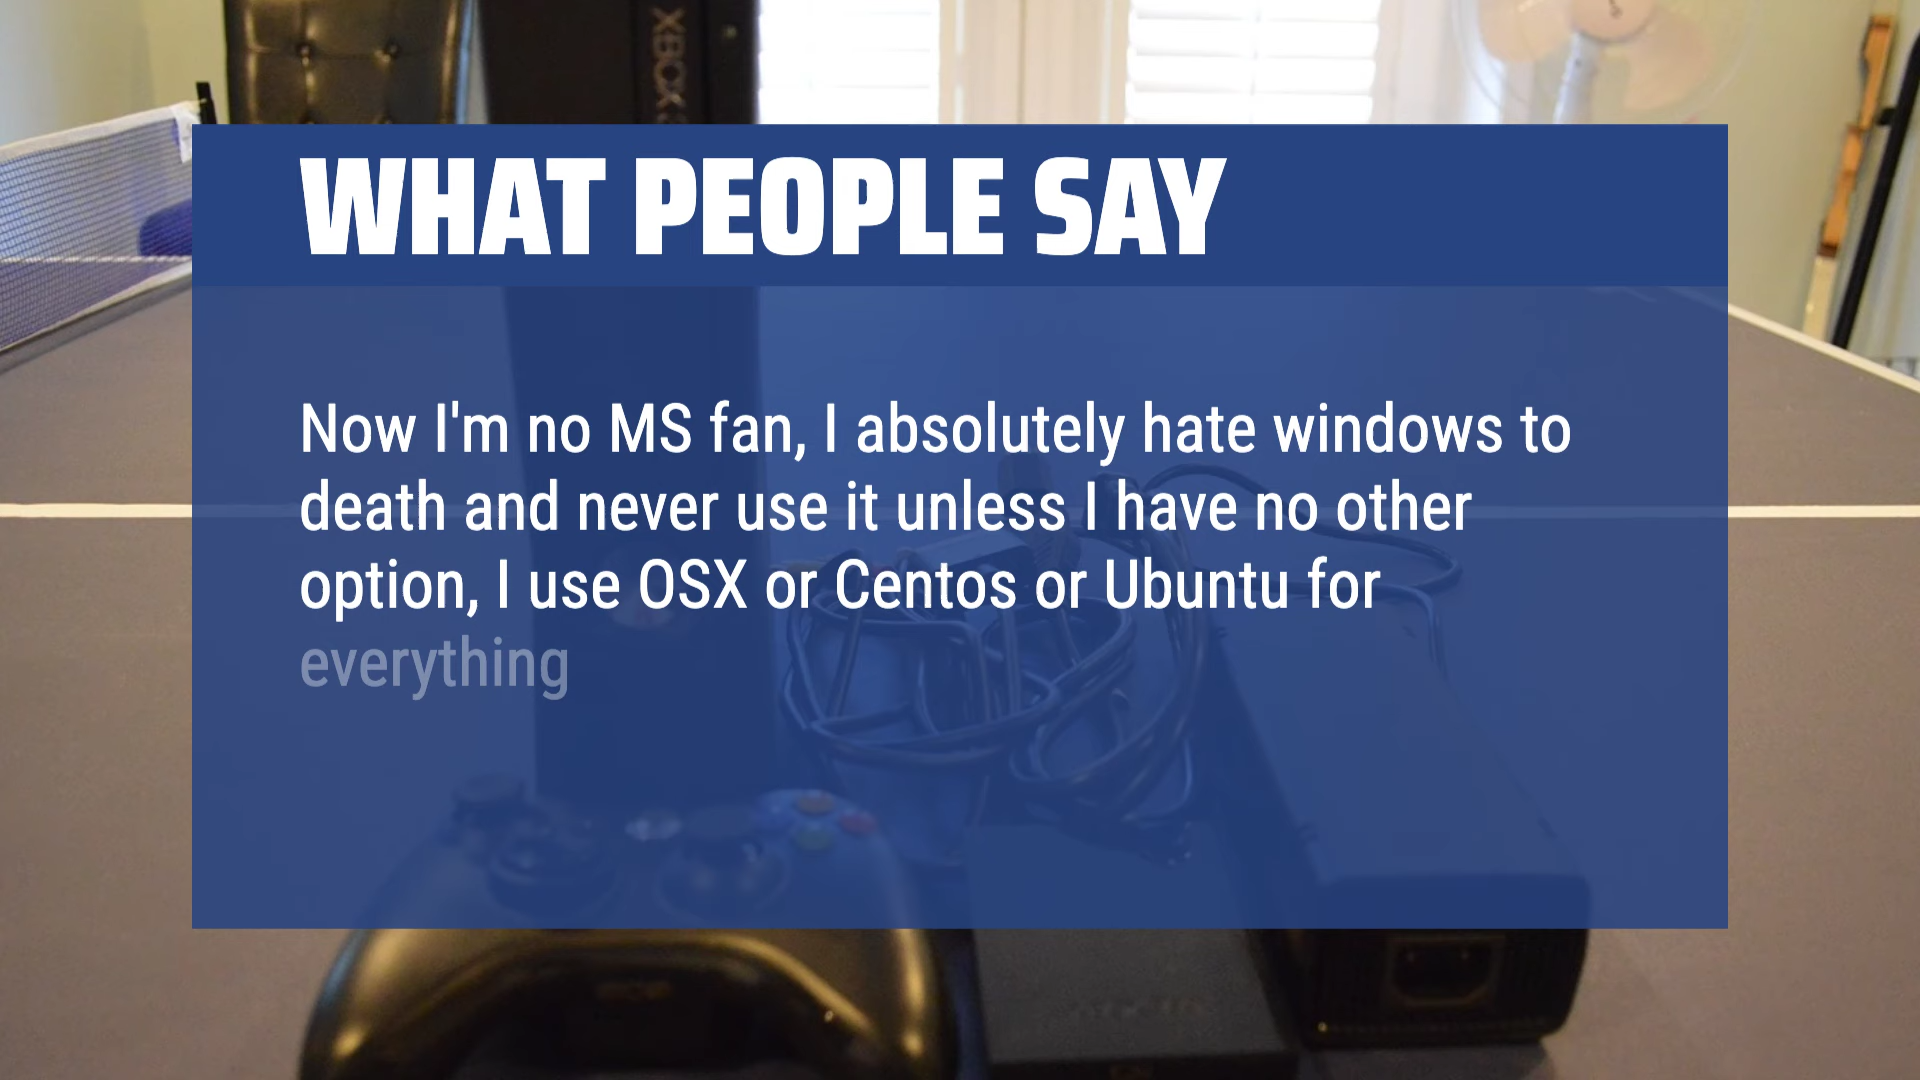 XBOX
WHAT PEOPLE SAY
Now I'm no MS fan, I absolutely hate windows to
death and never use it unless I have no other
option, I use OSX or Centos or Ubuntu for
everything